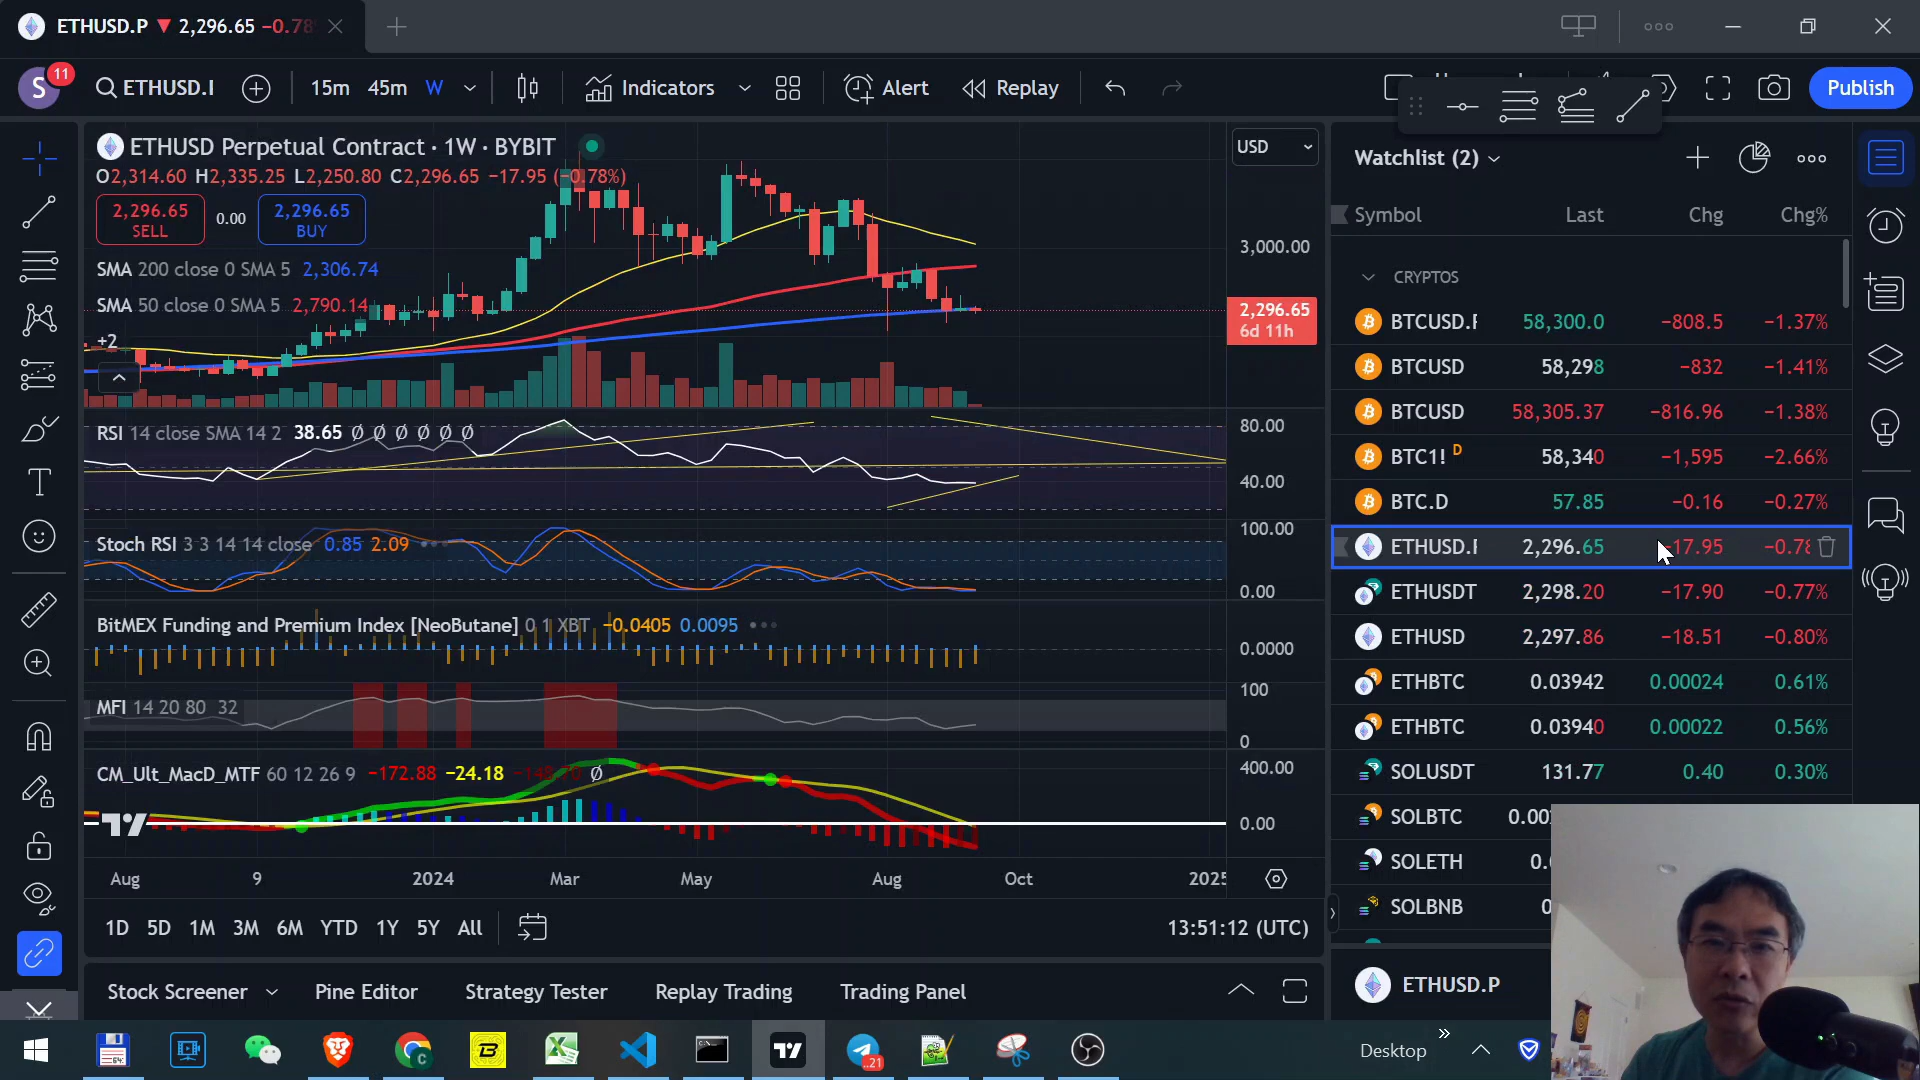 ETHUSD.P ▼ 2,296.65 −0.78
S 11 ETHUSD.I 15m 45m W Indicators Alert Replay Publish
ETHUSD Perpetual Contract · 1W · BYBIT
O2,314.60 H2,335.25 L2,250.80 C2,296.65 −17.95 (−0.78%)
2,296.65 SELL
0.00
2,296.65 BUY
SMA 200 close 0 SMA 5 2,306.74
SMA 50 close 0 SMA 5 2,790.14
+2
USD
3,000.00
2,296.65
6d 11h
RSI 14 close SMA 14 2 38.65 Ø Ø Ø Ø Ø Ø
80.00
40.00
Stoch RSI 3 3 14 14 close 0.85 2.09
100.00
0.00
BitMEX Funding and Premium Index [NeoButane] 0 1 XBT −0.0405 0.0095
0.0000
MFI 14 20 80 32
100
0
CM_Ult_MacD_MTF 60 12 26 9 −172.88 −24.18 Ø
400.00
0.00
Aug 9 2024 Mar May Aug Oct 2025
1D 5D 1M 3M 6M YTD 1Y 5Y All 13:51:12 (UTC)
Stock Screener Pine Editor Strategy Tester Replay Trading Trading Panel
Watchlist (2)
Symbol Last Chg Chg%
CRYPTOS
BTCUSD.F 58,300.0 −808.5 −1.37%
BTCUSD 58,298 −832 −1.41%
BTCUSD 58,305.37 −816.96 −1.38%
BTC1! D 58,340 −1,595 −2.66%
BTC.D 57.85 −0.16 −0.27%
ETHUSD.F 2,296.65 −17.95 −0.78
ETHUSDT 2,298.20 −17.90 −0.77%
ETHUSD 2,297.86 −18.51 −0.80%
ETHBTC 0.03942 0.00024 0.61%
ETHBTC 0.03940 0.00022 0.56%
SOLUSDT 131.77 0.40 0.30%
SOLBTC 0.00
SOLETH 0.
SOLBNB 0
ETHUSD.P
64 C 21 Desktop